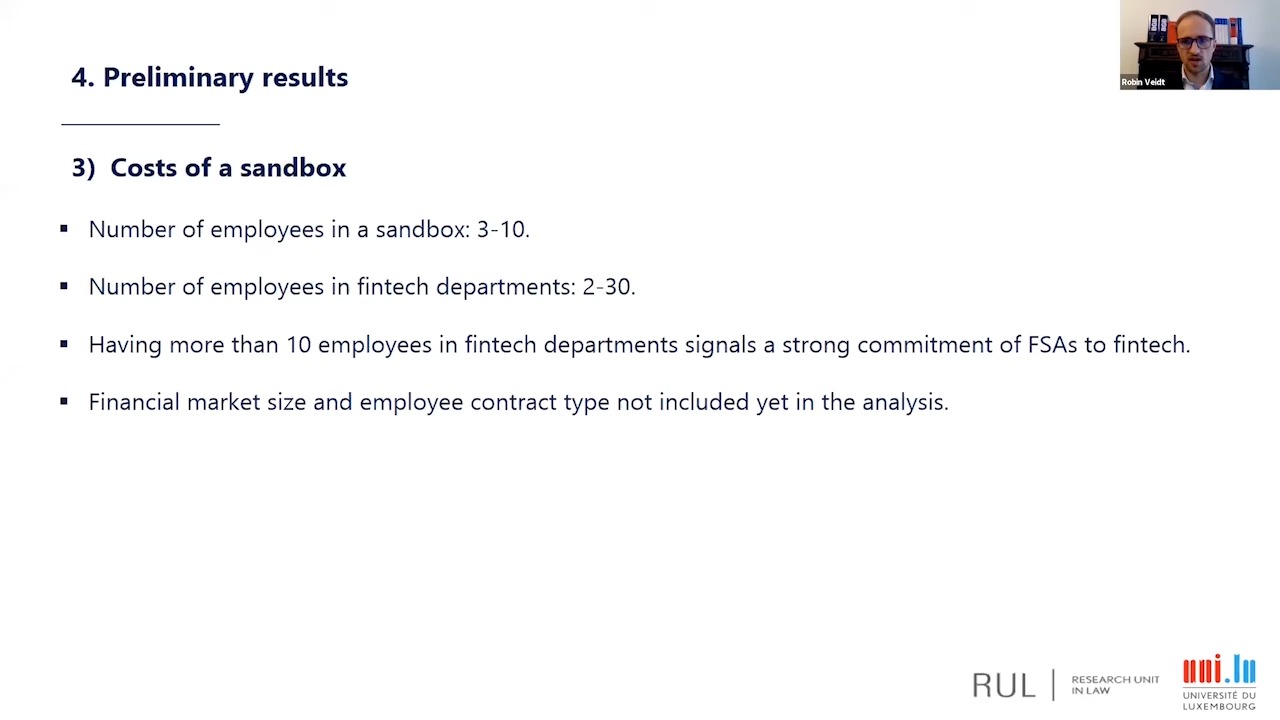 4. Preliminary results
Robin Veidt
3) Costs of a sandbox
▪ Number of employees in a sandbox: 3-10.
▪ Number of employees in fintech departments: 2-30.
▪ Having more than 10 employees in fintech departments signals a strong commitment of FSAs to fintech.
▪ Financial market size and employee contract type not included yet in the analysis.
RUL
RESEARCH UNIT
IN LAW
uni.lu
UNIVERSITÉ DU
LUXEMBOURG